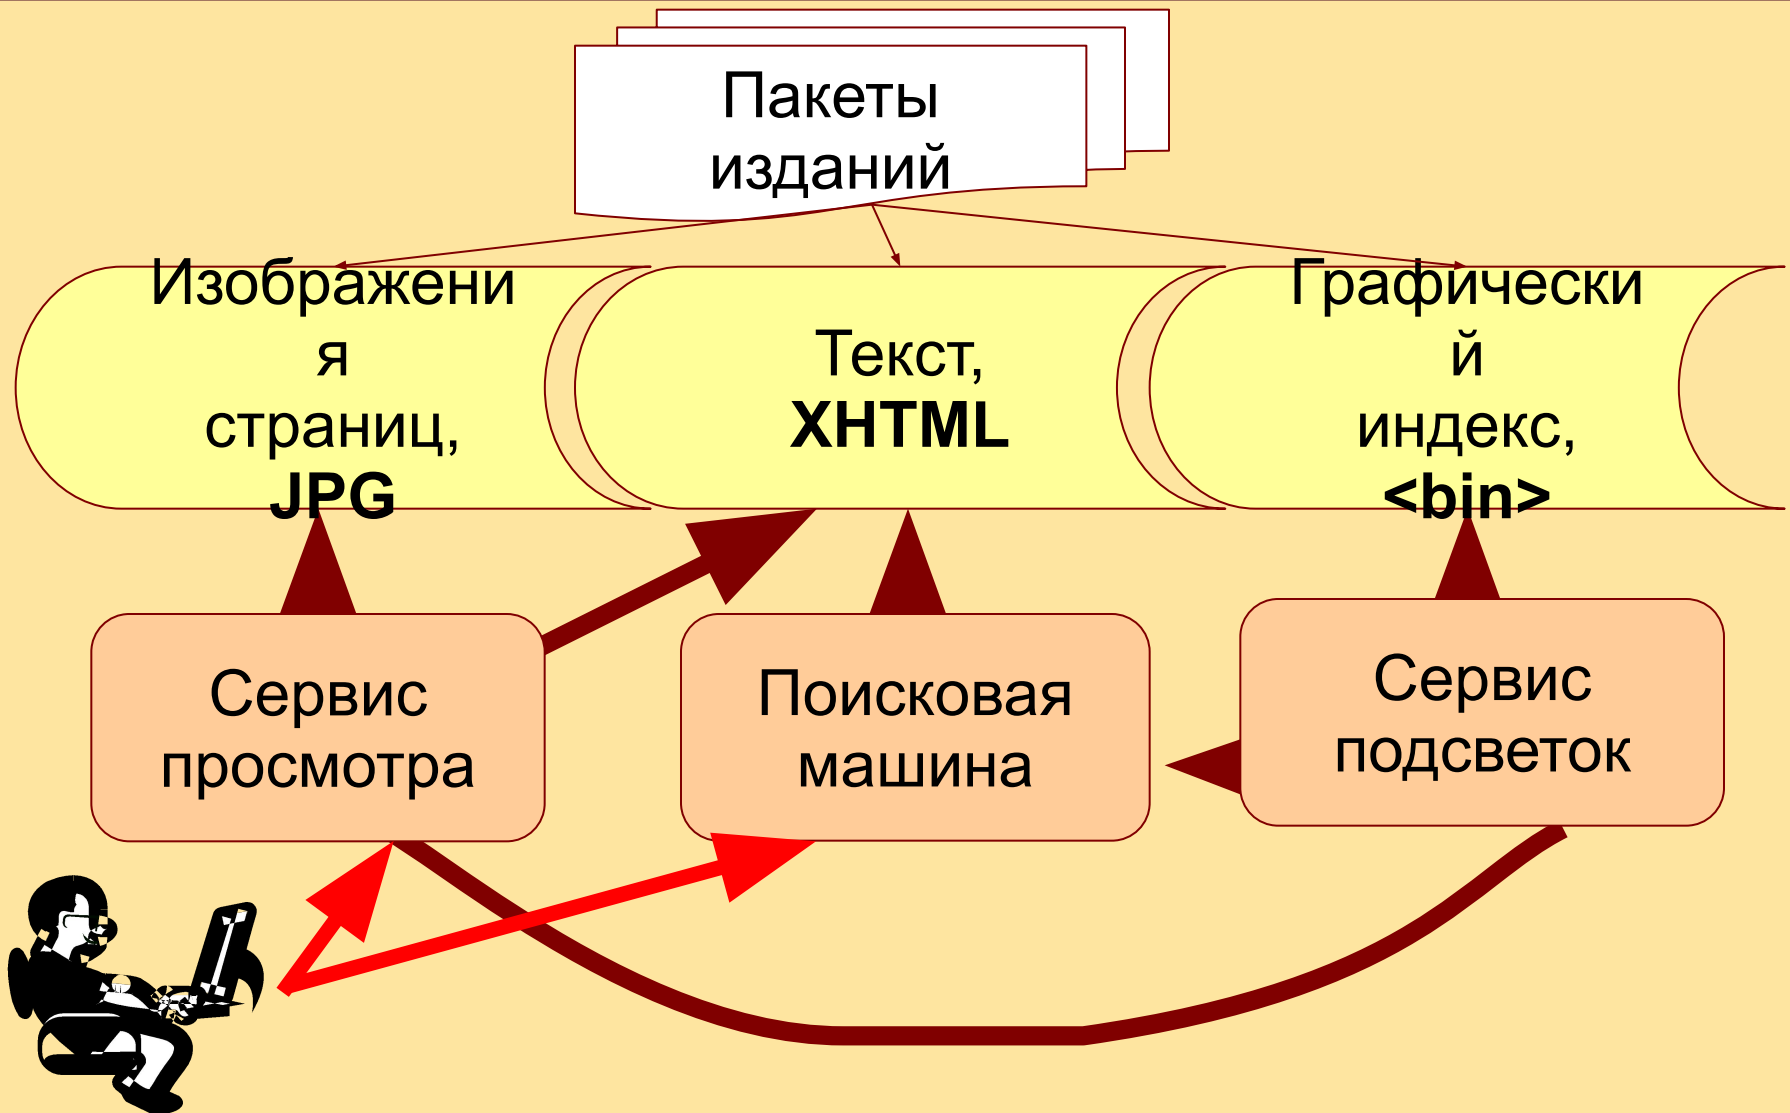 Пакеты
изданий
Изображени
я
страниц,
JPG
Текст,
XHTML
Графически
й
индекс,
<bin>
Сервис
просмотра
Поисковая
машина
Сервис
подсветок